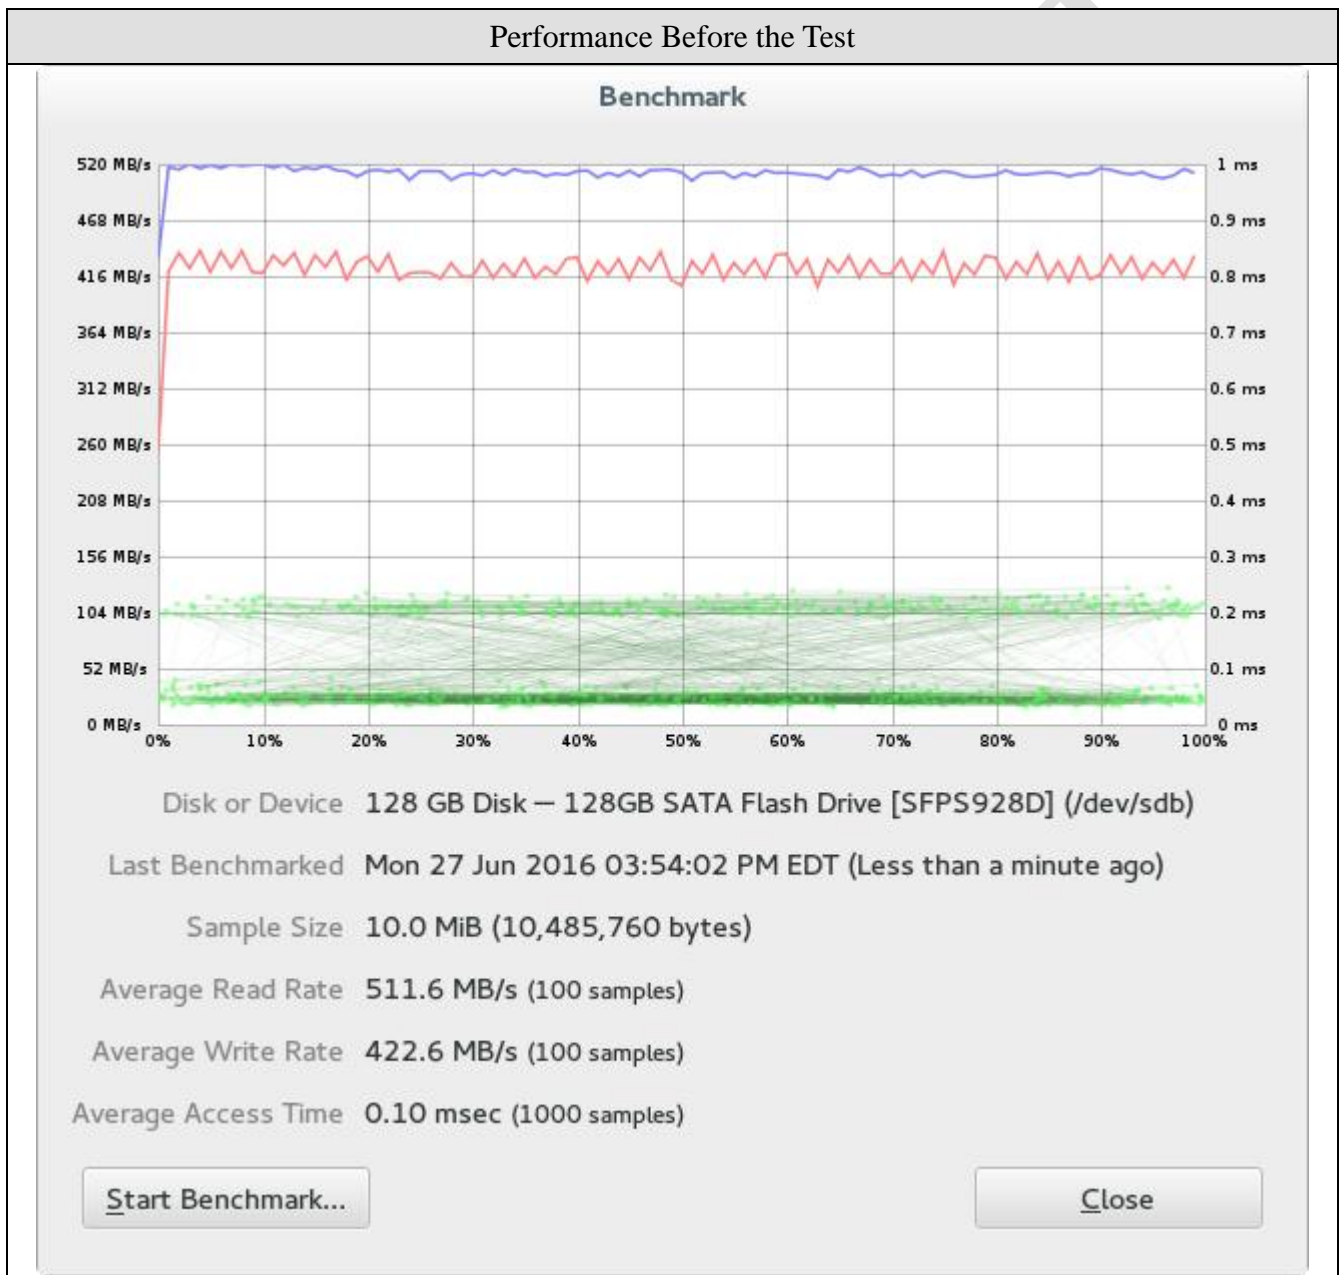 Performance Before the Test
Benchmark
520 MB/s
468 MB/s
416 MB/s
364 MB/s
312 MB/s
260 MB/s
208 MB/s
156 MB/s
104 MB/s
52 MB/s
0 MB/s
1 ms
0.9 ms
0.8 ms
0.7 ms
0.6 ms
0.5 ms
0.4 ms
0.3 ms
0.2 ms
0.1 ms
0 ms
0% 10% 20% 30% 40% 50% 60% 70% 80% 90% 100%
Disk or Device 128 GB Disk — 128GB SATA Flash Drive [SFPS928D] (/dev/sdb)
Last Benchmarked Mon 27 Jun 2016 03:54:02 PM EDT (Less than a minute ago)
Sample Size 10.0 MiB (10,485,760 bytes)
Average Read Rate 511.6 MB/s (100 samples)
Average Write Rate 422.6 MB/s (100 samples)
Average Access Time 0.10 msec (1000 samples)
Start Benchmark... Close